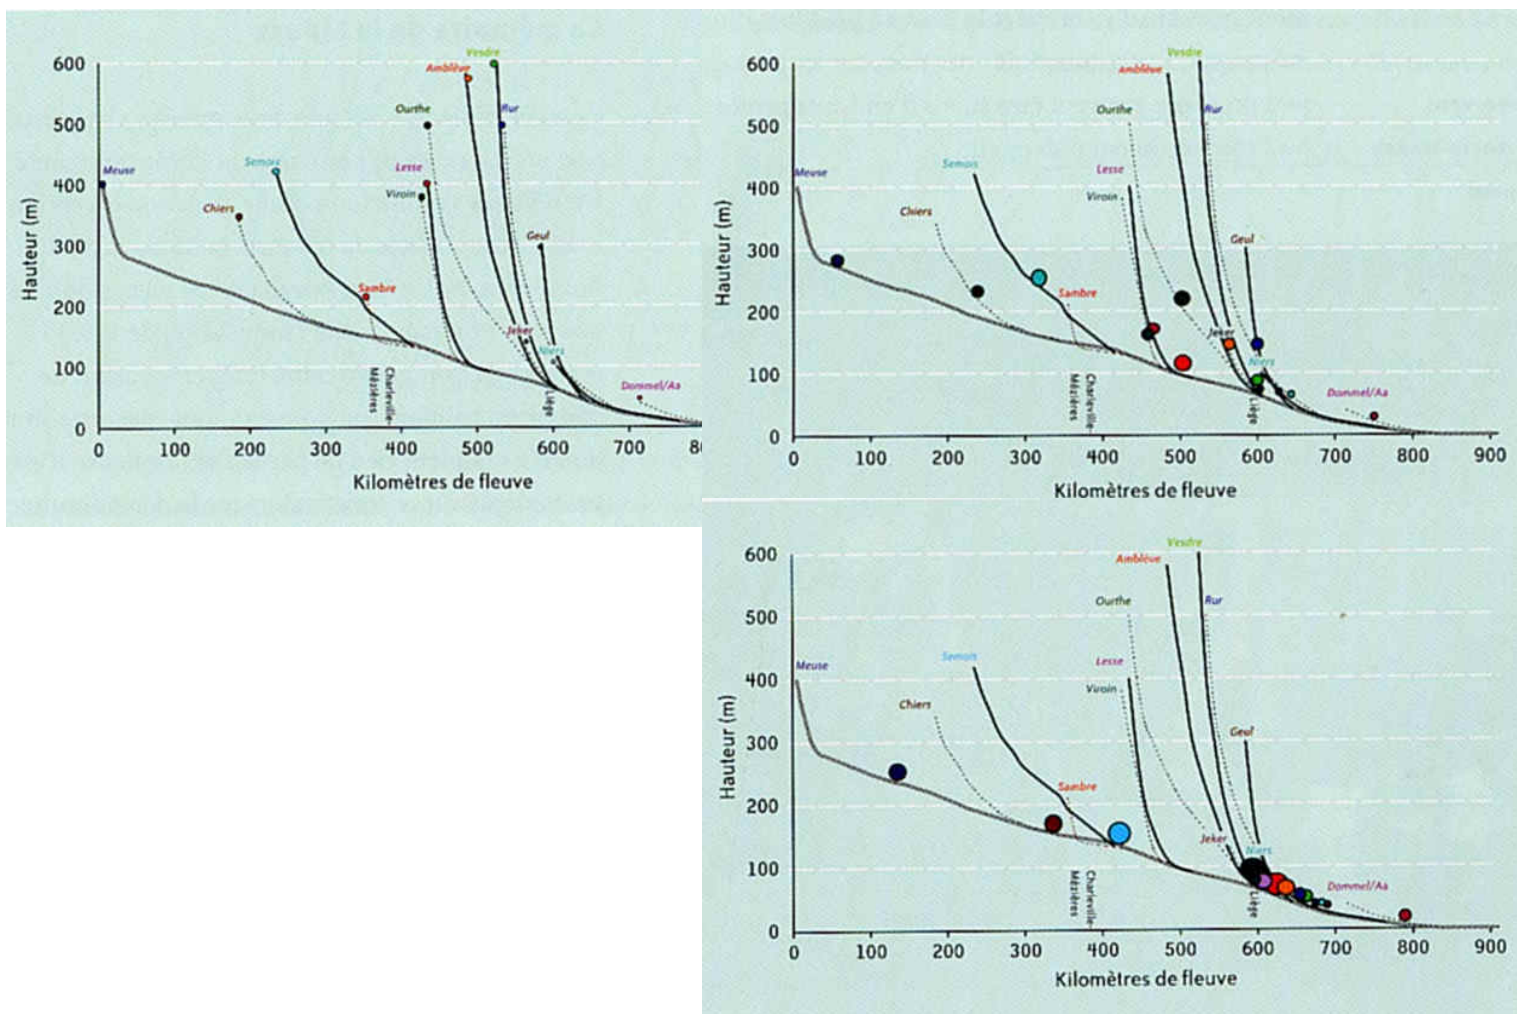 Vesdre
600
Amblève
Ourthe
Rur
500
Semois
Lesse
Meuse
400
Viroin
Chiers
Geul
300
Sambre
200
Jeker
Niers
100
Charleville-
Mézières
Liège
Dommel/Aa
0
Hauteur (m)
0 100 200 300 400 500 600 700
Kilomètres de fleuve
Vesdre
600
Amblève
Ourthe
Rur
500
Semois
Lesse
Meuse
400
Viroin
Chiers
Geul
300
Sambre
200
Jeker
Niers
100
Charleville-
Mézières
Liège
Dommel/Aa
0
Hauteur (m)
0 100 200 300 400 500 600 700 800 900
Kilomètres de fleuve
Vesdre
600
Amblève
Ourthe
Rur
500
Semois
Lesse
Meuse
400
Viroin
Chiers
Geul
300
Sambre
200
Jeker
Niers
100
Charleville-
Mézières
Liège
Dommel/Aa
0
Hauteur (m)
0 100 200 300 400 500 600 700 800 900
Kilomètres de fleuve